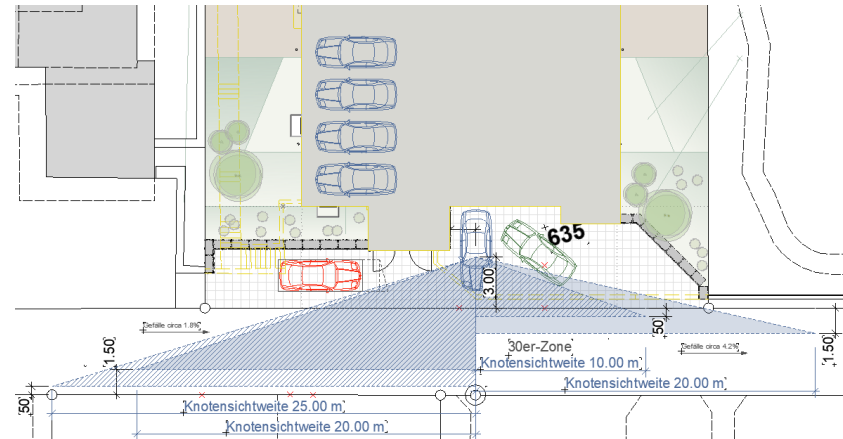 635
3.00
Gefälle circa 1.8%
50
1.50
30er-Zone
Gefälle circa 4.2%
1.50
Knotensichtweite 10.00 m
Knotensichtweite 20.00 m
50
Knotensichtweite 25.00 m
Knotensichtweite 20.00 m